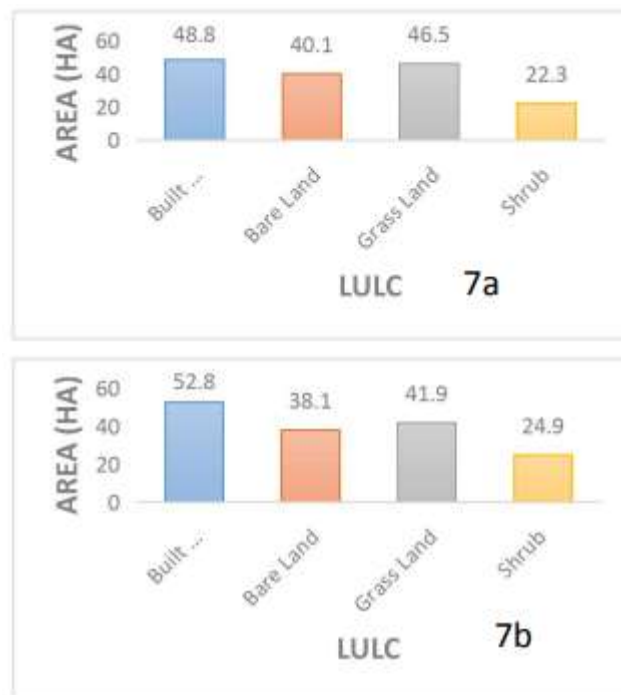 AREA (HA)
60
40
20
0
48.8
40.1
46.5
22.3
Built ...
Bare Land
Grass Land
Shrub
LULC
7a
AREA (HA)
60
40
20
0
52.8
38.1
41.9
24.9
Built ...
Bare Land
Grass Land
Shrub
LULC
7b